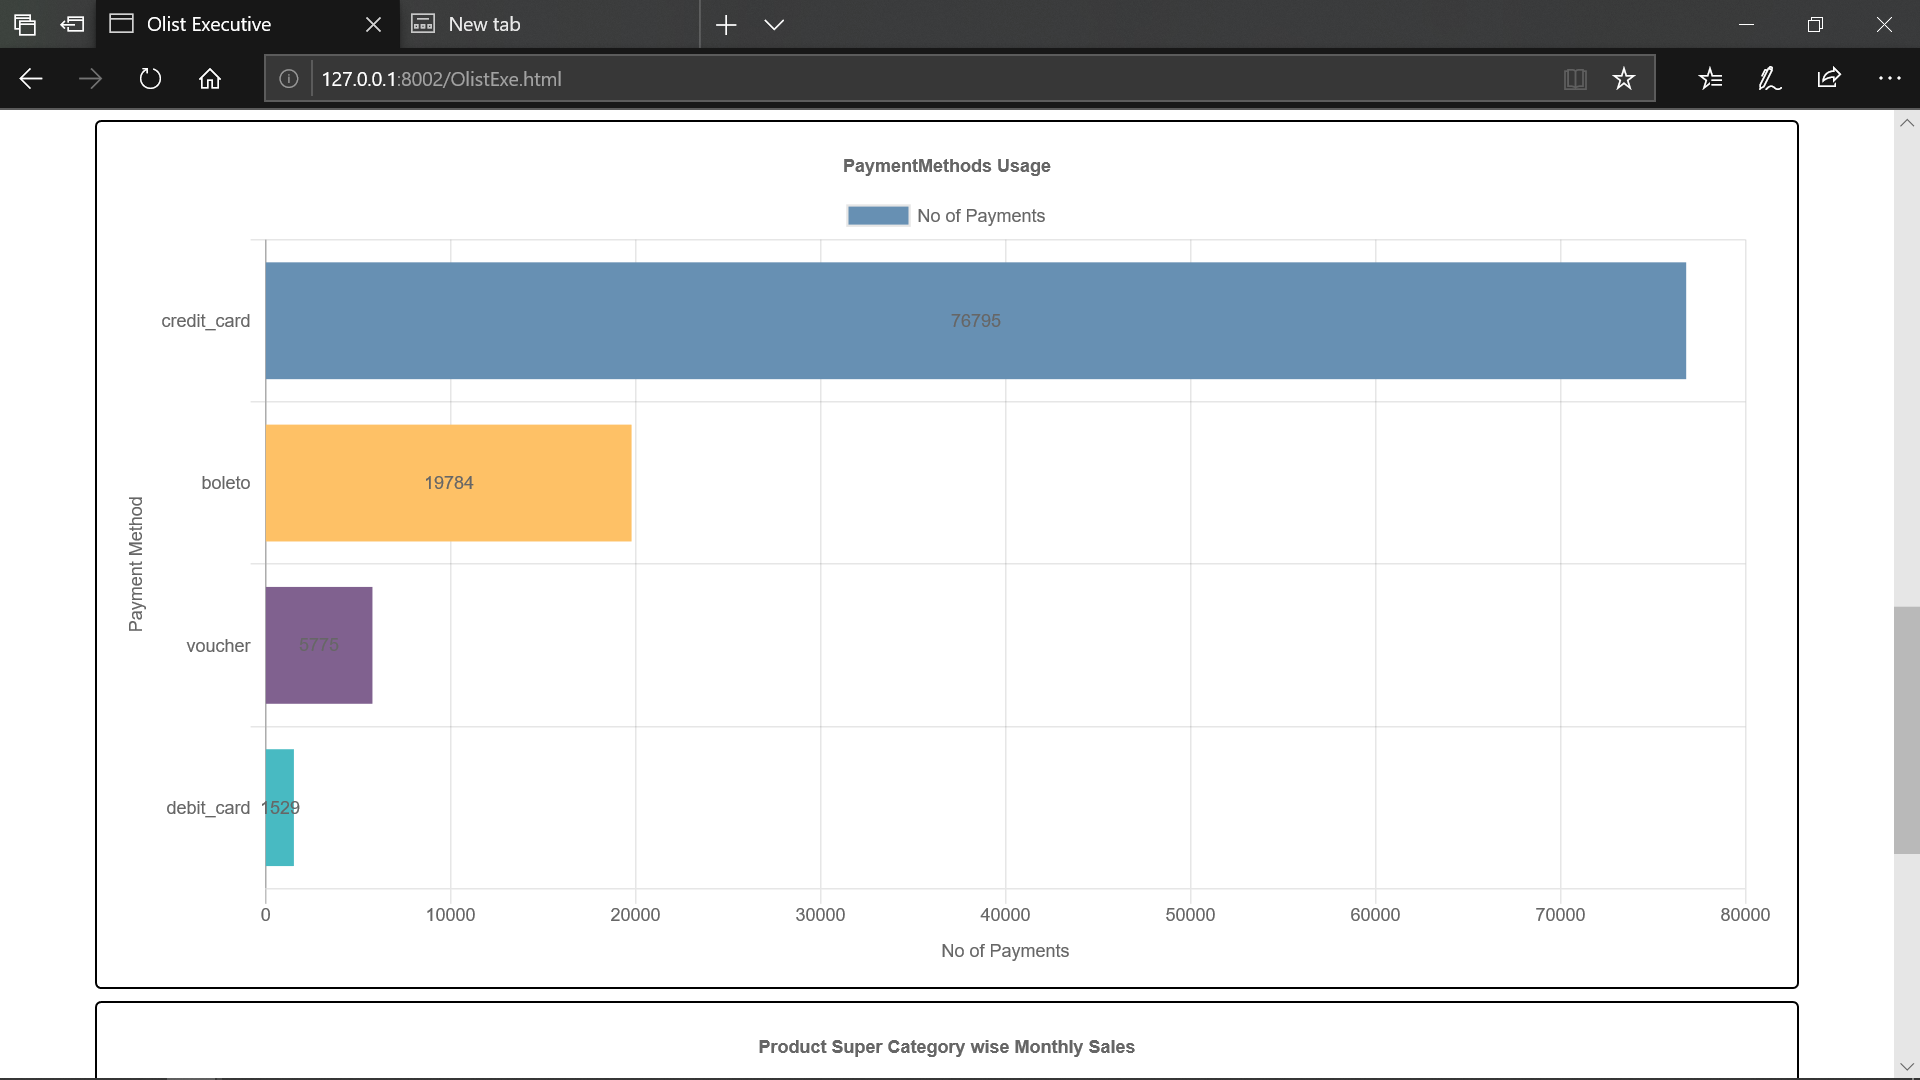 Olist Executive
New tab
127.0.0.1:8002/OlistExe.html
PaymentMethods Usage
No of Payments
credit_card
76795
boleto
19784
voucher
5775
debit_card
1529
Payment Method
0 10000 20000 30000 40000 50000 60000 70000 80000
No of Payments
Product Super Category wise Monthly Sales